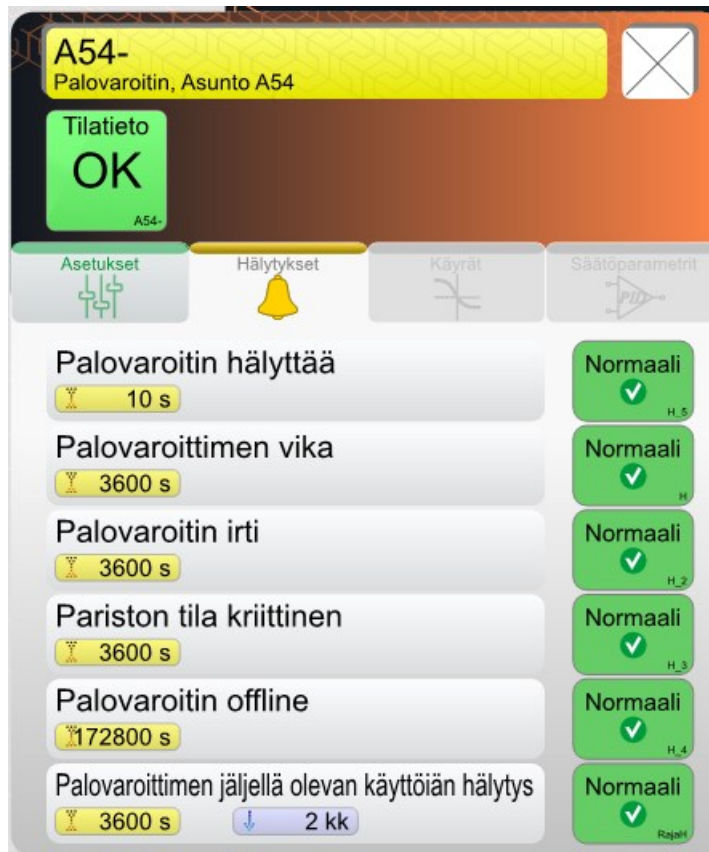 A54-
Palovaroitin, Asunto A54
Tilatieto
OK
A54-
Asetukset
Hälytykset
Käyrät
Säätöparametrit
PID
Palovaroitin hälyttää
10 s
Normaali
H_5
Palovaroittimen vika
3600 s
Normaali
H
Palovaroitin irti
3600 s
Normaali
H_2
Pariston tila kriittinen
3600 s
Normaali
H_3
Palovaroitin offline
172800 s
Normaali
H_4
Palovaroittimen jäljellä olevan käyttöiän hälytys
3600 s
2 kk
Normaali
RajaH